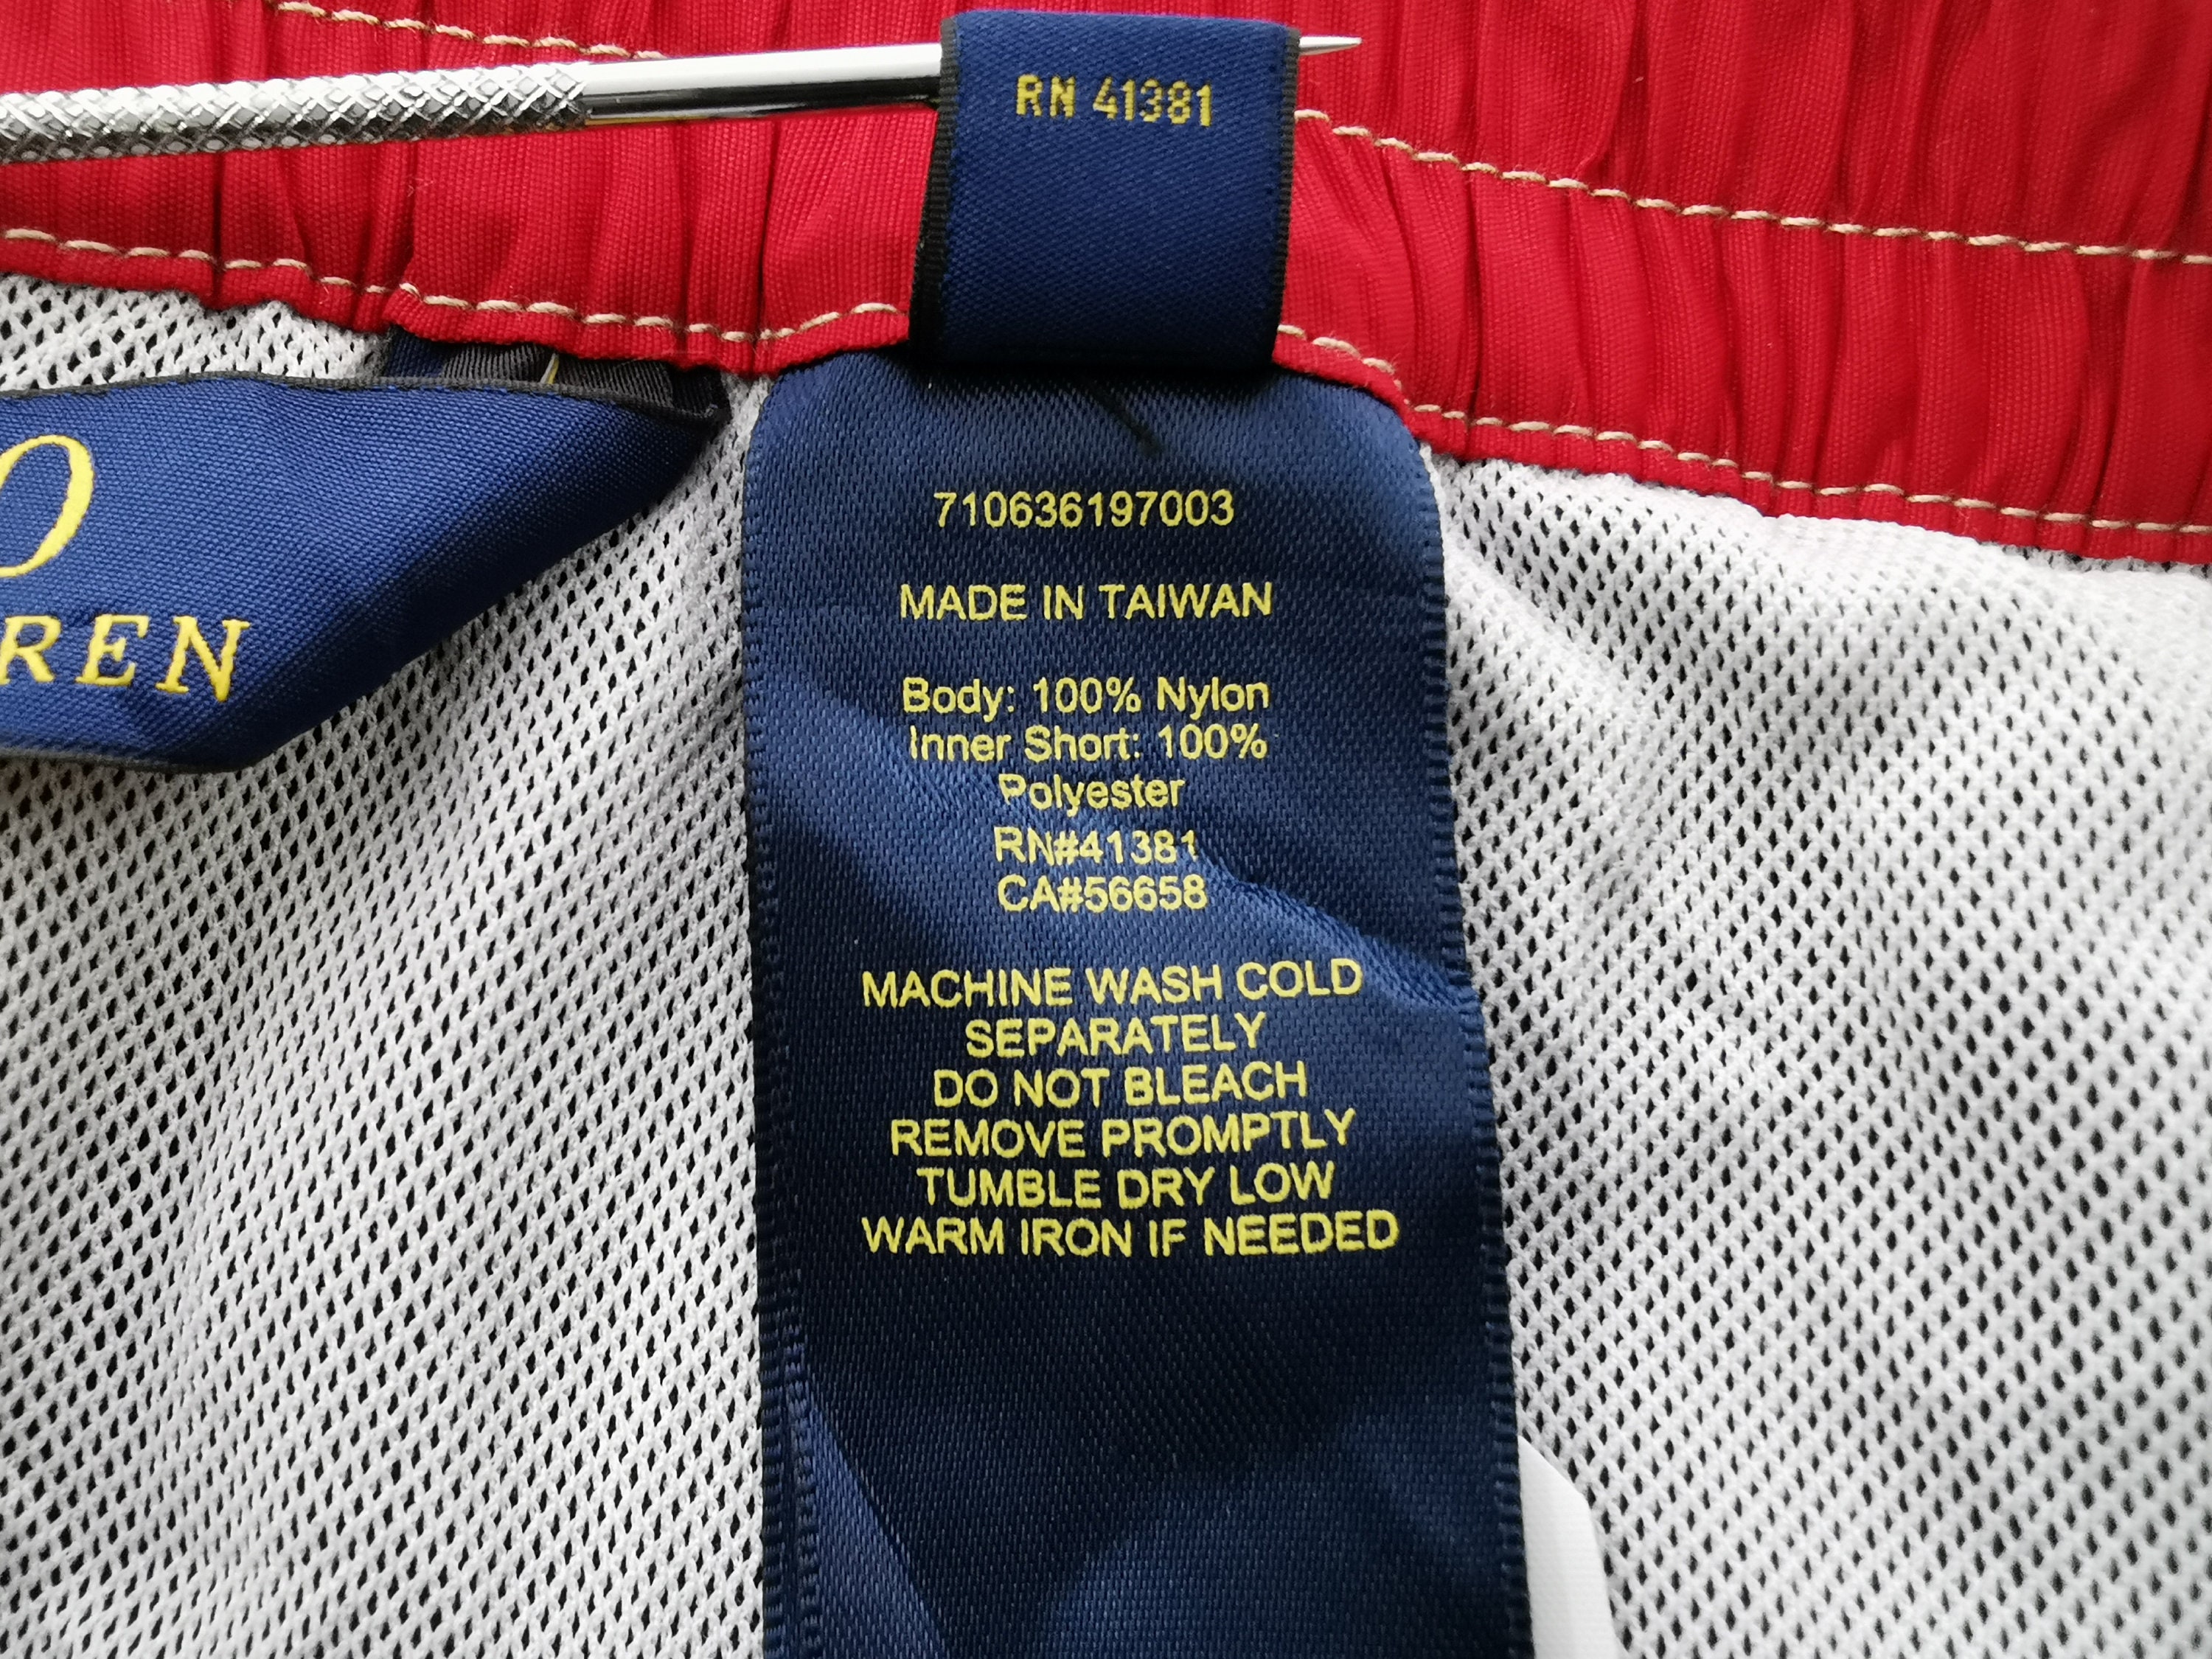 RN 41381
O
REN
710636197003
MADE IN TAIWAN
Body: 100% Nylon
Inner Short: 100%
Polyester
RN#41381
CA#56658
MACHINE WASH COLD
SEPARATELY
DO NOT BLEACH
REMOVE PROMPTLY
TUMBLE DRY LOW
WARM IRON IF NEEDED